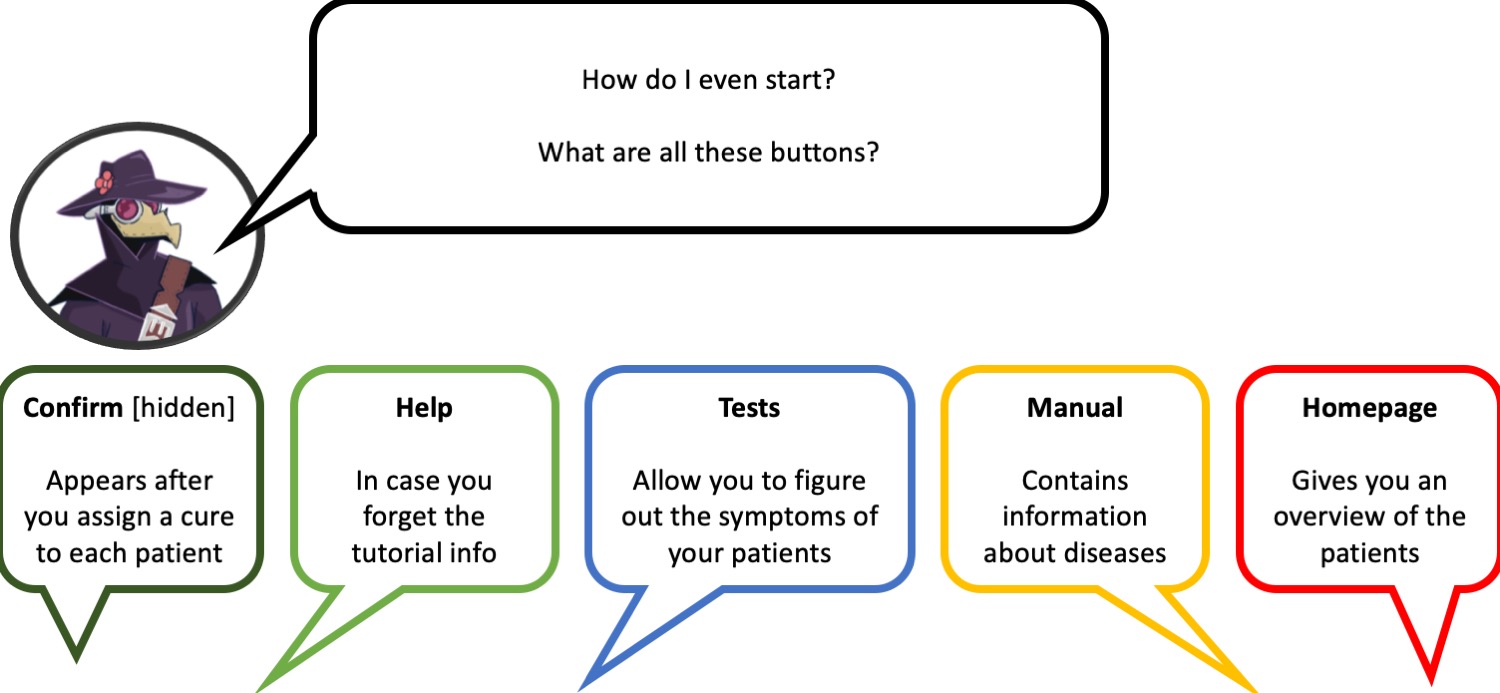 How do I even start?
What are all these buttons?
Confirm [hidden]
Appears after
you assign a cure
to each patient
Help
In case you
forget the
tutorial info
Tests
Allow you to figure
out the symptoms of
your patients
Manual
Contains
information
about diseases
Homepage
Gives you an
overview of the
patients